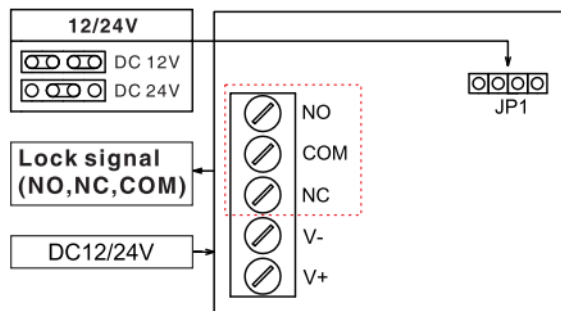 12/24V
DC 12V
DC 24V
JP1
Lock signal
(NO,NC,COM)
DC12/24V
NO
COM
NC
V-
V+